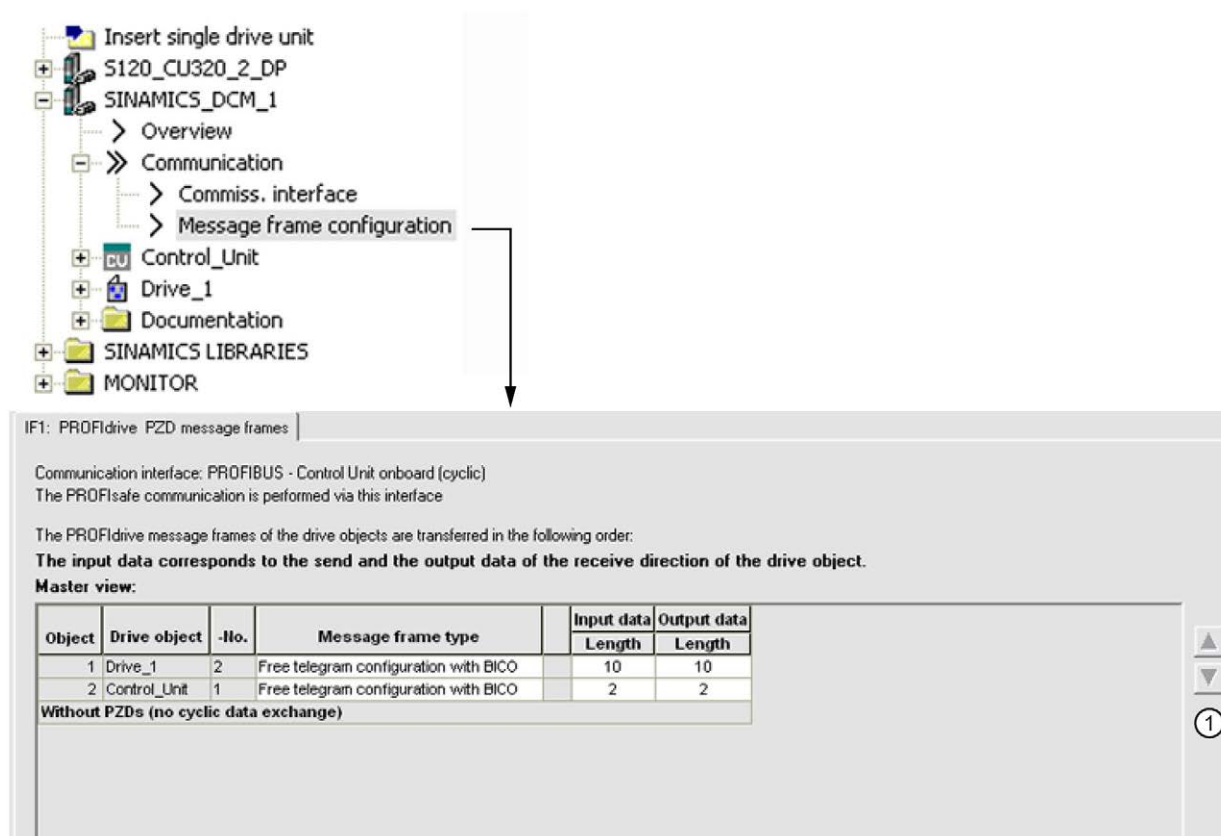 Insert single drive unit
S120_CU320_2_DP
SINAMICS_DCM_1
Overview
Communication
Commiss. interface
Message frame configuration
CU Control_Unit
Drive_1
Documentation
SINAMICS LIBRARIES
MONITOR
IF1: PROFIdrive PZD message frames
Communication interface: PROFIBUS - Control Unit onboard (cyclic)
The PROFIsafe communication is performed via this interface
The PROFIdrive message frames of the drive objects are transferred in the following order:
The input data corresponds to the send and the output data of the receive direction of the drive object.
Master view:
Object Drive object -No. Message frame type Input data Output data
Length Length
1 Drive_1 2 Free telegram configuration with BICO 10 10
2 Control_Unit 1 Free telegram configuration with BICO 2 2
Without PZDs (no cyclic data exchange)
1